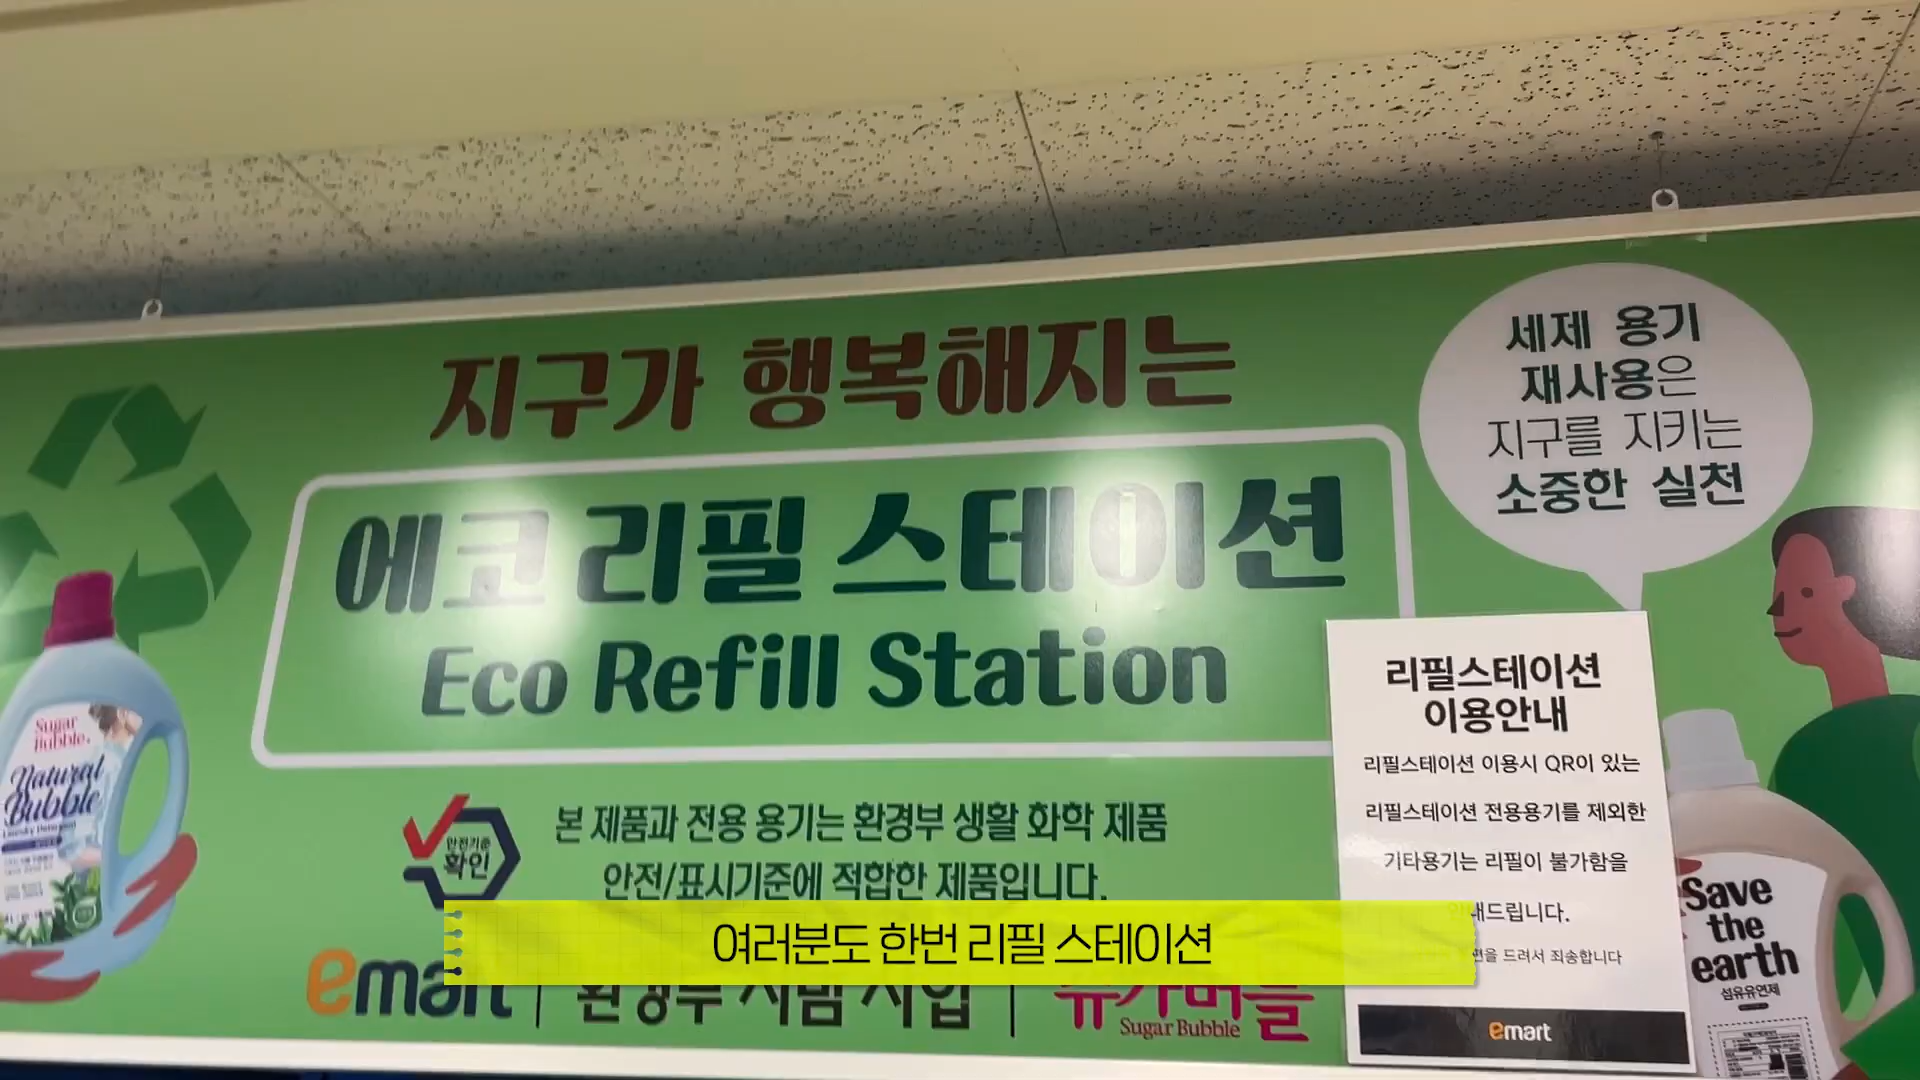 지구가 행복해지는
에코 리필 스테이션
Eco Refill Station
세제 용기
재사용은
지구를 지키는
소중한 실천
Sugar
Bubble.
Natural
Bubble
안전기준
확인
본 제품과 전용 용기는 환경부 생활 화학 제품
안전/표시기준에 적합한 제품입니다.
emart
환경부 시범 사업
슈가버블
Sugar Bubble
리필스테이션
이용안내
리필스테이션 이용시 QR이 있는
리필스테이션 전용용기를 제외한
기타용기는 리필이 불가함을
안내드립니다.
편을 드려서 죄송합니다
emart
Save
the
earth
섬유유연제
여러분도 한번 리필 스테이션